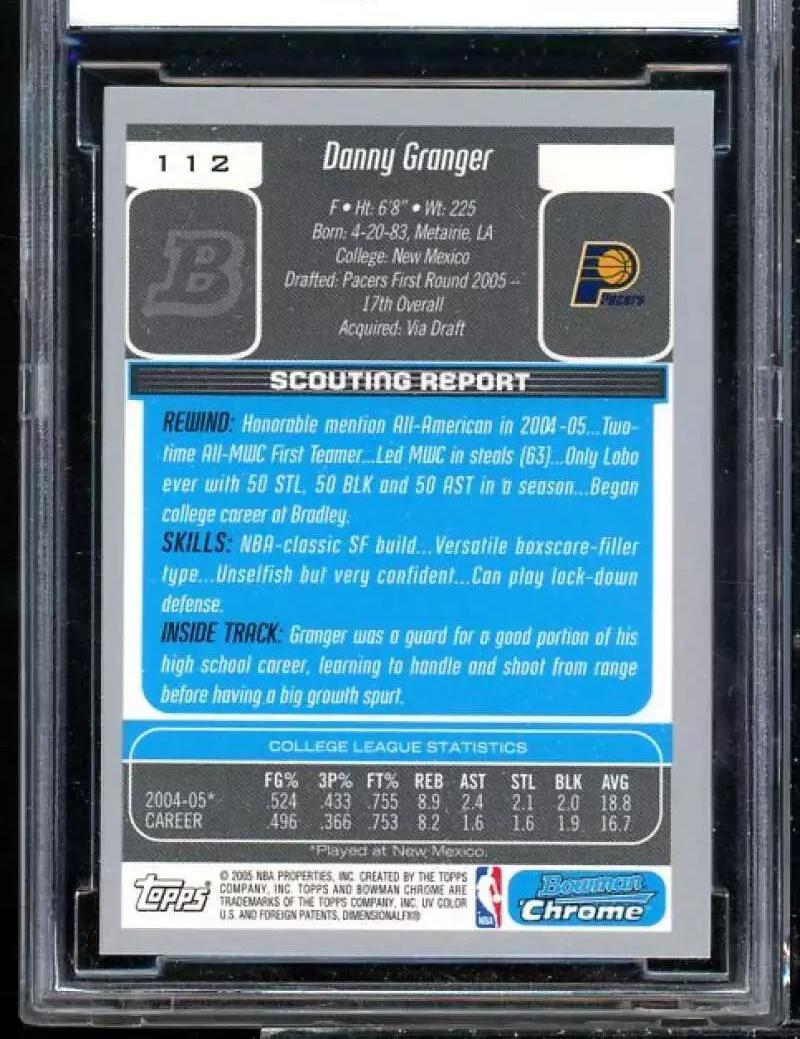 112
Danny Granger
F • Ht: 6'8" • Wt: 225
Born: 4-20-83, Metairie, LA
College: New Mexico
Drafted: Pacers First Round 2005 –
17th Overall
Acquired: Via Draft
B
Pacers
SCOUTING REPORT
REWIND: Honorable mention All-American in 2004-05...Two-
time All-MWC First Teamer...Led MWC in steals (63)...Only Lobo
ever with 50 STL, 50 BLK and 50 AST in a season...Began
college career at Bradley.
SKILLS: NBA-classic SF build...Versatile boxscore-filler
type...Unselfish but very confident...Can play lock-down
defense.
INSIDE TRACK: Granger was a guard for a good portion of his
high school career, learning to handle and shoot from range
before having a big growth spurt.
COLLEGE LEAGUE STATISTICS
FG% 3P% FT% REB AST STL BLK AVG
2004-05* .524 .433 .755 8.9 2.4 2.1 2.0 18.8
CAREER .496 .366 .753 8.2 1.6 1.6 1.9 16.7
*Played at New Mexico.
Topps
© 2005 NBA PROPERTIES, INC. CREATED BY THE TOPPS
COMPANY, INC. TOPPS AND BOWMAN CHROME ARE
TRADEMARKS OF THE TOPPS COMPANY, INC. UV COLOR
U.S. AND FOREIGN PATENTS, DIMENSIONALFX®
NBA
Bowman
Chrome